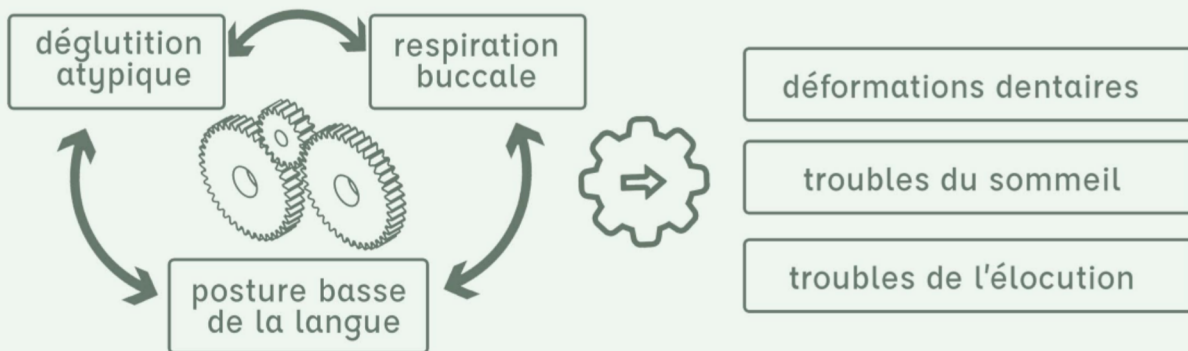 déglutition
atypique
respiration
buccale
posture basse
de la langue
déformations dentaires
troubles du sommeil
troubles de l'élocution